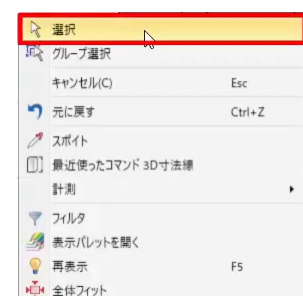 選択
グループ選択
キャンセル(C) Esc
元に戻す Ctrl+Z
スポイト
最近使ったコマンド 3D寸法線
計測
フィルタ
表示パレットを開く
再表示 F5
全体フィット